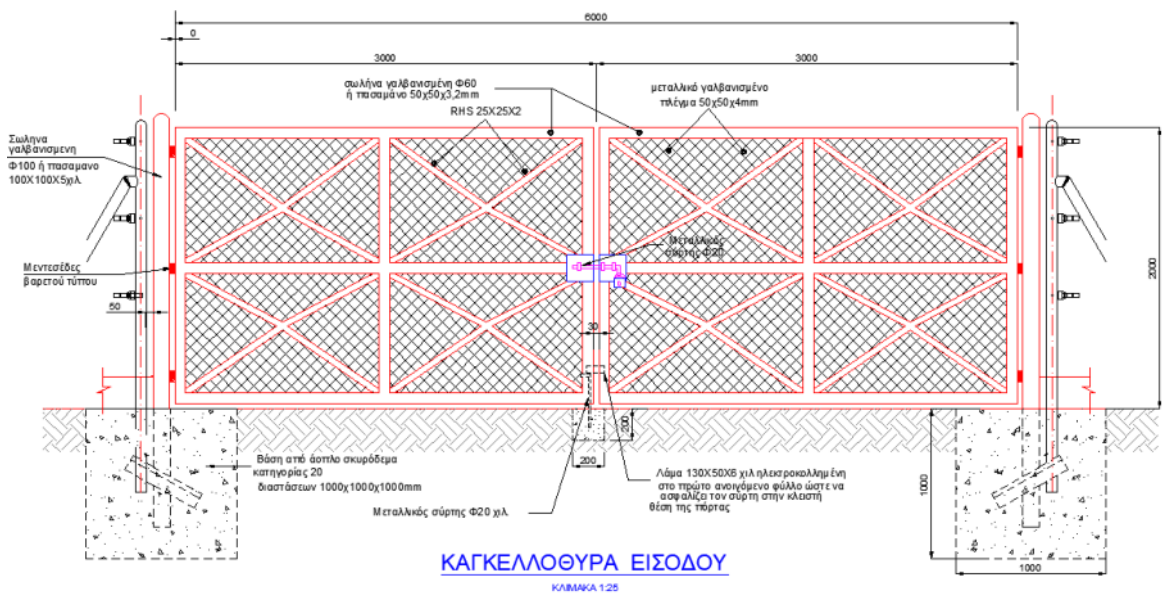 6000
0
3000
3000
σωλήνα γαλβανισμένη Φ60
ή πασαμάνο 50χ50χ3,2mm
RHS 25X25X2
μεταλλικό γαλβανισμένο
πλέγμα 50χ50χ4mm
Σωληνα
γαλβανισμενη
Φ100 ή πασαμανο
100Χ100Χ5χιλ.
Μεταλλικός
σύρτης Φ20
Μεντεσέδες
βαρετού τύπου
50
30
2000
200
200
Βάση από άοπλο σκυρόδεμα
κατηγορίας 20
διαστάσεων 1000χ1000χ1000mm
Λάμα 130Χ50Χ6 χιλ ηλεκτροκολλημένη
στο πρώτο ανοιγόμενο φύλλο ώστε να
ασφαλίζει τον σύρτη στην κλειστή
θέση της πόρτας
Μεταλλικός σύρτης Φ20 χιλ.
1000
1000
ΚΑΓΚΕΛΛΟΘΥΡΑ ΕΙΣΟΔΟΥ
ΚΛΙΜΑΚΑ 1:25